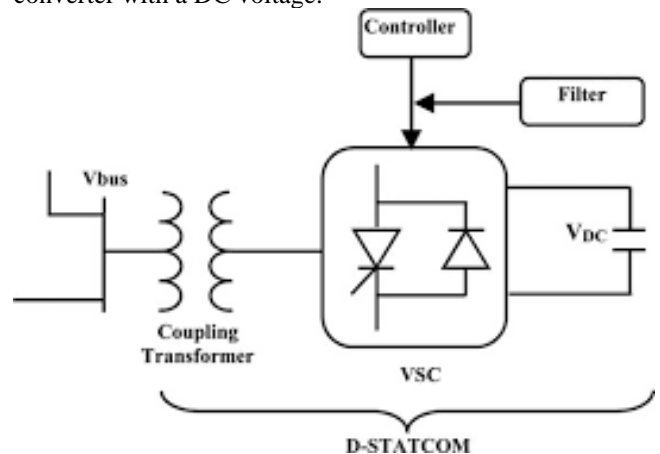 converter with a DC voltage.
Controller
Filter
Vbus
VDC
Coupling
Transformer
VSC
D-STATCOM